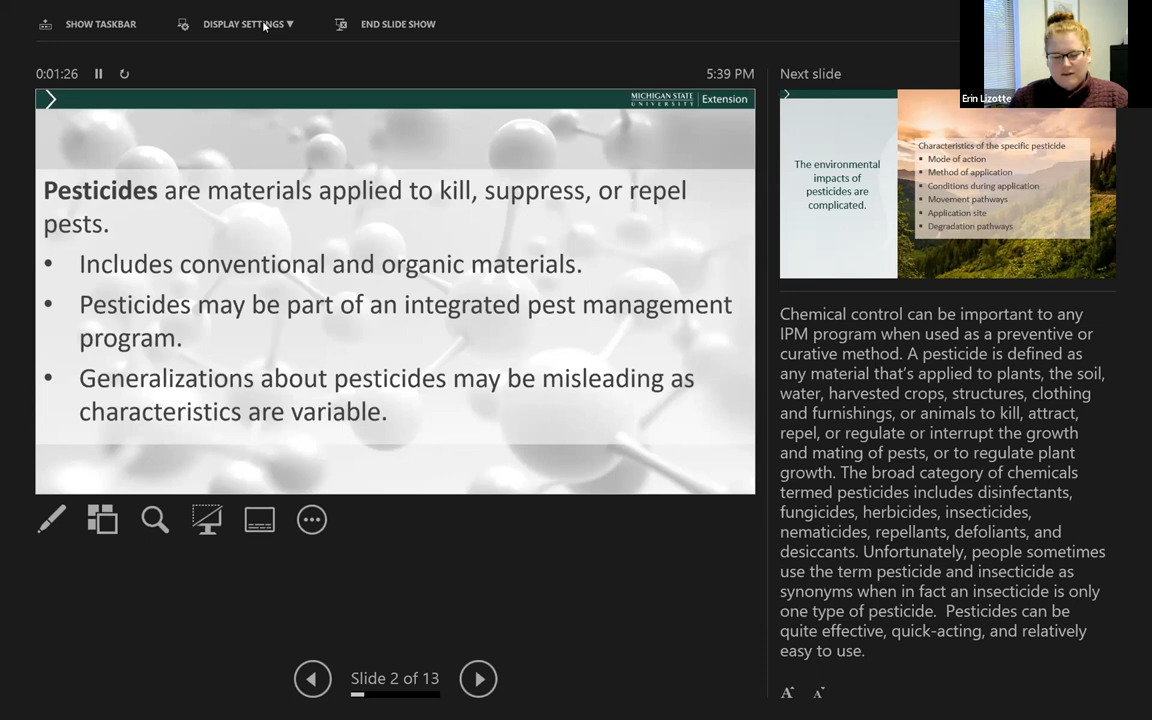 SHOW TASKBAR
DISPLAY SETTINGS ▼
END SLIDE SHOW
0:01:26
5:39 PM
Next slide
Erin Lizotte
MICHIGAN STATE
UNIVERSITY
Extension
Pesticides are materials applied to kill, suppress, or repel
pests.
• Includes conventional and organic materials.
• Pesticides may be part of an integrated pest management
program.
• Generalizations about pesticides may be misleading as
characteristics are variable.
The environmental
impacts of
pesticides are
complicated.
Characteristics of the specific pesticide
▪ Mode of action
▪ Method of application
▪ Conditions during application
▪ Movement pathways
▪ Application site
▪ Degradation pathways
Chemical control can be important to any
IPM program when used as a preventive or
curative method. A pesticide is defined as
any material that's applied to plants, the soil,
water, harvested crops, structures, clothing
and furnishings, or animals to kill, attract,
repel, or regulate or interrupt the growth
and mating of pests, or to regulate plant
growth. The broad category of chemicals
termed pesticides includes disinfectants,
fungicides, herbicides, insecticides,
nematicides, repellants, defoliants, and
desiccants. Unfortunately, people sometimes
use the term pesticide and insecticide as
synonyms when in fact an insecticide is only
one type of pesticide.  Pesticides can be
quite effective, quick-acting, and relatively
easy to use.
Slide 2 of 13
A A